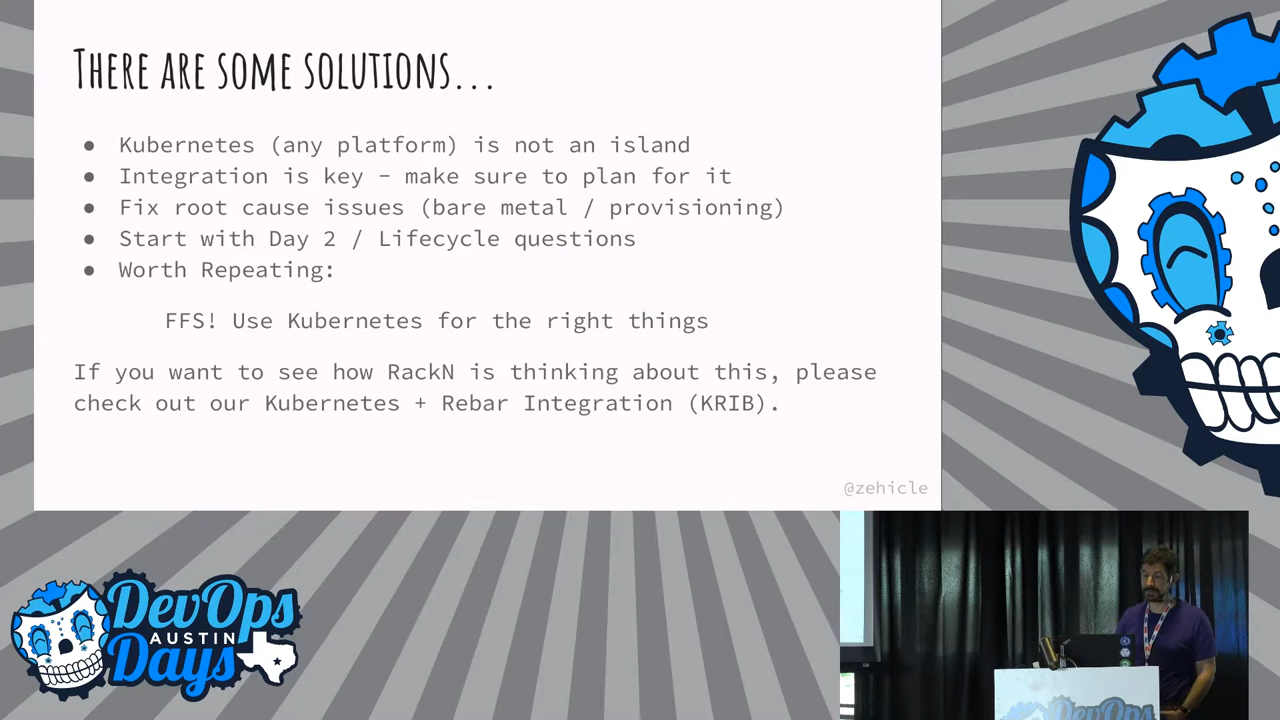 There are some solutions...
● Kubernetes (any platform) is not an island
● Integration is key – make sure to plan for it
● Fix root cause issues (bare metal / provisioning)
● Start with Day 2 / Lifecycle questions
● Worth Repeating:
FFS! Use Kubernetes for the right things
If you want to see how RackN is thinking about this, please
check out our Kubernetes + Rebar Integration (KRIB).
@zehicle
DevOps
AUSTIN
Days
DevOps